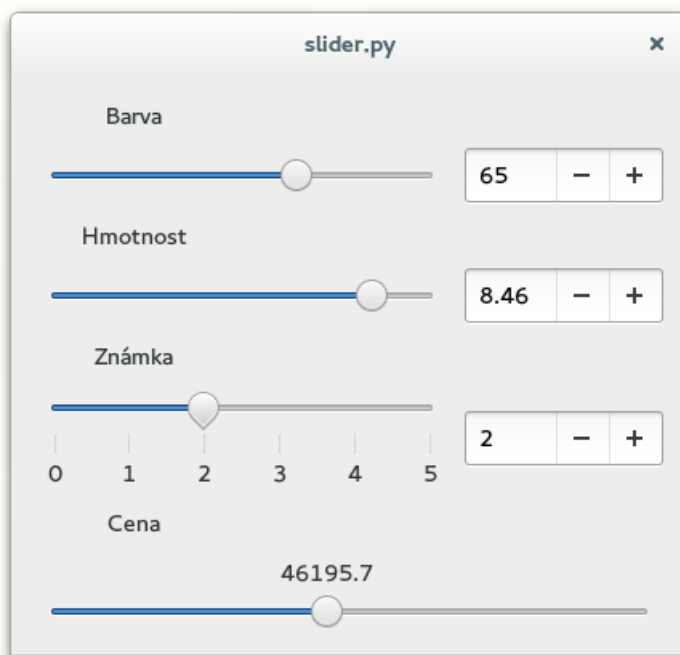 slider.py ×
Barva
65 − +
Hmotnost
8.46 − +
Známka
2 − +
0 1 2 3 4 5
Cena
46195.7